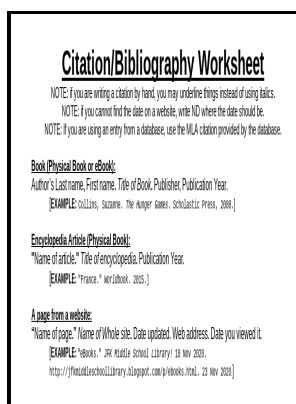 Citation/Bibliography Worksheet
NOTE: if you are writing a citation by hand, you may underline things instead of using italics.
NOTE: if you cannot find the date on a website, write ND where the date should be.
NOTE: If you are using an entry from a database, use the MLA citation provided by the database.
Book (Physical Book or eBook):
Author's Last name, First name. Title of Book. Publisher, Publication Year.
[EXAMPLE: Collins, Suzanne. The Hunger Games. Scholastic Press, 2008.]
Encyclopedia Article (Physical Book):
"Name of article." Title of encyclopedia. Publication Year.
[EXAMPLE: "France." Worldbook. 2015.]
A page from a website:
"Name of page." Name of Whole site. Date updated. Web address. Date you viewed it.
[EXAMPLE: "eBooks." JFK Middle School Library! 10 Nov 2020.
http://jfkmiddleschoollibrary.blogspot.com/p/ebooks.html. 23 Nov 2020]